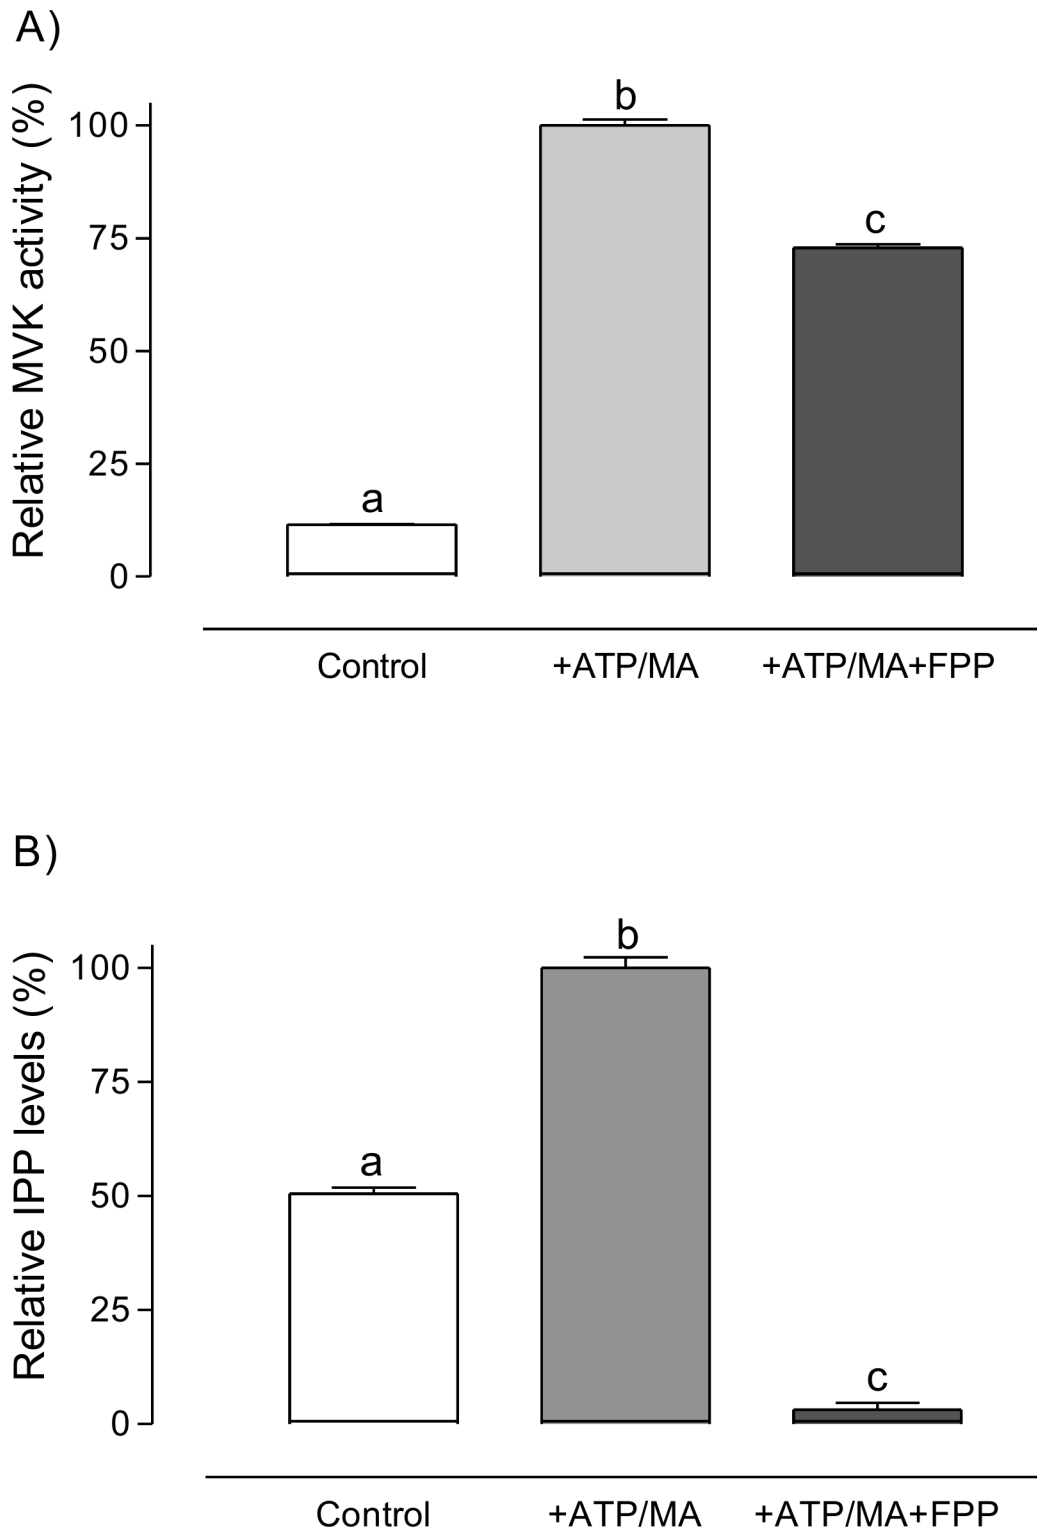 A)
Relative MVK activity (%)
100
75
50
25
0
b
c
a
Control +ATP/MA +ATP/MA+FPP
B)
Relative IPP levels (%)
100
75
50
25
0
b
a
c
Control +ATP/MA +ATP/MA+FPP